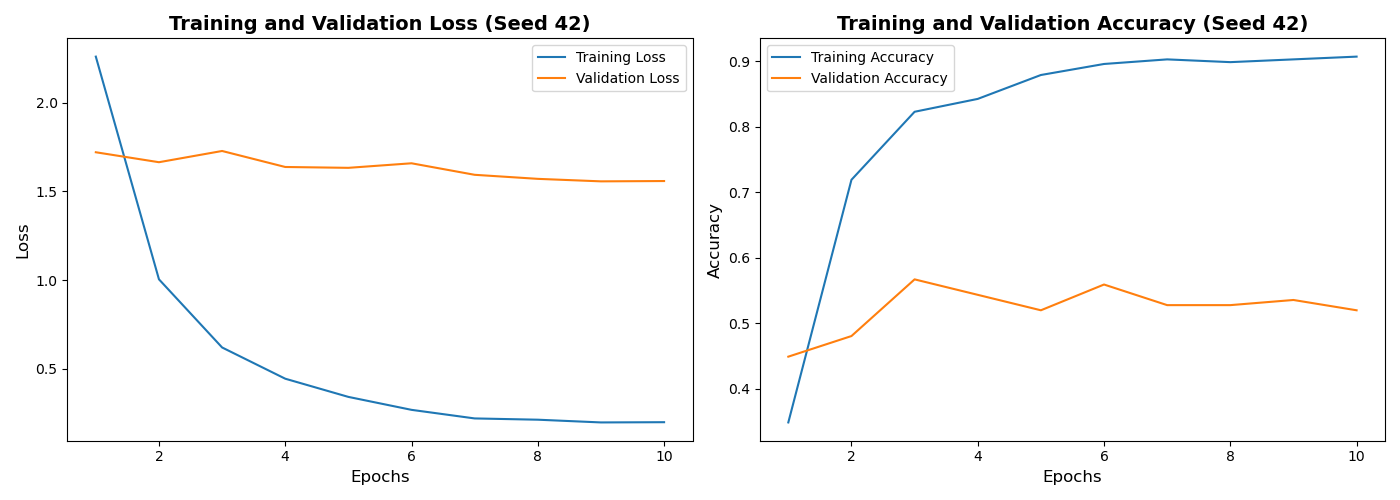 Training and Validation Loss (Seed 42)
Training Loss
Validation Loss
2.0
1.5
1.0
0.5
Loss
2 4 6 8 10
Epochs
Training and Validation Accuracy (Seed 42)
Training Accuracy
Validation Accuracy
0.9
0.8
0.7
0.6
0.5
0.4
Accuracy
2 4 6 8 10
Epochs